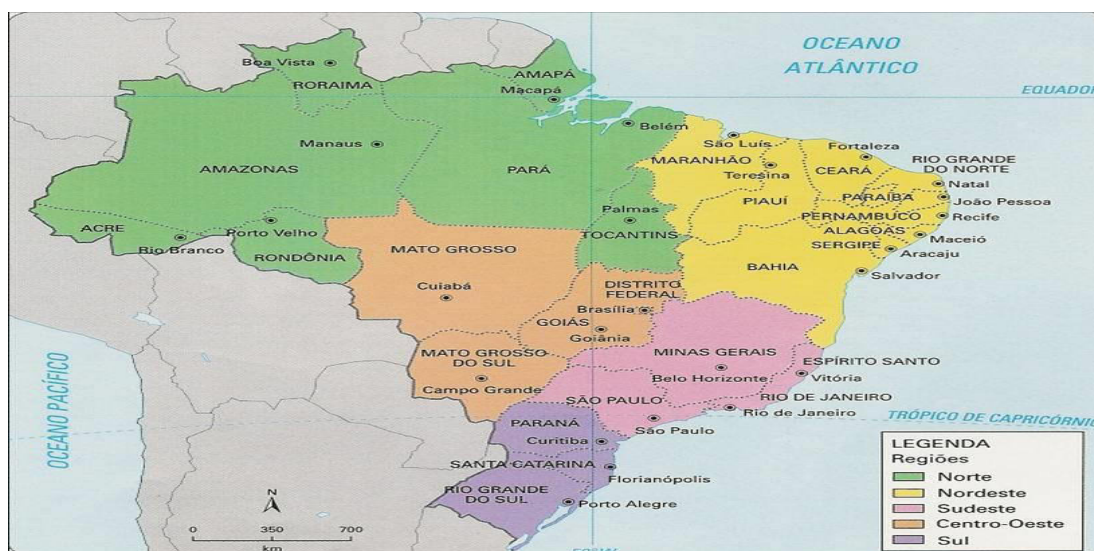 OCEANO
ATLÂNTICO
EQUADOR
Boa Vista
RORAIMA
AMAPÁ
Macapá
Belém
Manaus
AMAZONAS
PARÁ
São Luís
MARANHÃO
Teresina
Fortaleza
CEARÁ
RIO GRANDE
DO NORTE
Natal
PARAÍBA
João Pessoa
PIAUÍ
PERNAMBUCO
Recife
ALAGOAS
Maceió
SERGIPE
Aracaju
ACRE
Rio Branco
Porto Velho
RONDÔNIA
Palmas
TOCANTINS
MATO GROSSO
Cuiabá
BAHIA
Salvador
DISTRITO
FEDERAL
Brasília
GOIÁS
Goiânia
MATO GROSSO
DO SUL
Campo Grande
MINAS GERAIS
Belo Horizonte
ESPÍRITO SANTO
Vitória
SÃO PAULO
São Paulo
RIO DE JANEIRO
Rio de Janeiro
TRÓPICO DE CAPRICÓRNIO
OCEANO PACÍFICO
PARANÁ
Curitiba
SANTA CATARINA
Florianópolis
RIO GRANDE
DO SUL
Porto Alegre
N
0 350 700
km
LEGENDA
Regiões
Norte
Nordeste
Sudeste
Centro-Oeste
Sul